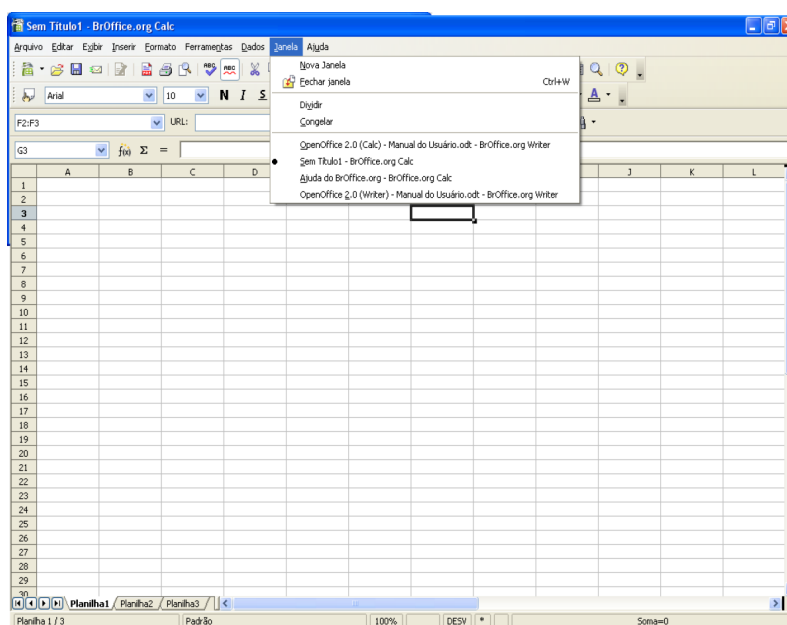 Sem Título1 - BrOffice.org Calc
Arquivo Editar Exibir Inserir Formato Ferramentas Dados Janela Ajuda
Nova Janela
Fechar janela Ctrl+W
Dividir
Congelar
OpenOffice 2.0 (Calc) - Manual do Usuário.odt - BrOffice.org Writer
Sem Título1 - BrOffice.org Calc
Ajuda do BrOffice.org - BrOffice.org Calc
OpenOffice 2.0 (Writer) - Manual do Usuário.odt - BrOffice.org Writer
ABC ABC
Arial 10 N I S A
F2:F3 URL:
G3 f(x) Σ =
A B C D J K L
1
2
3
4
5
6
7
8
9
10
11
12
13
14
15
16
17
18
19
20
21
22
23
24
25
26
27
28
29
30
Planilha1 Planilha2 Planilha3
Planilha 1 / 3 Padrão 100% DESV * Soma=0